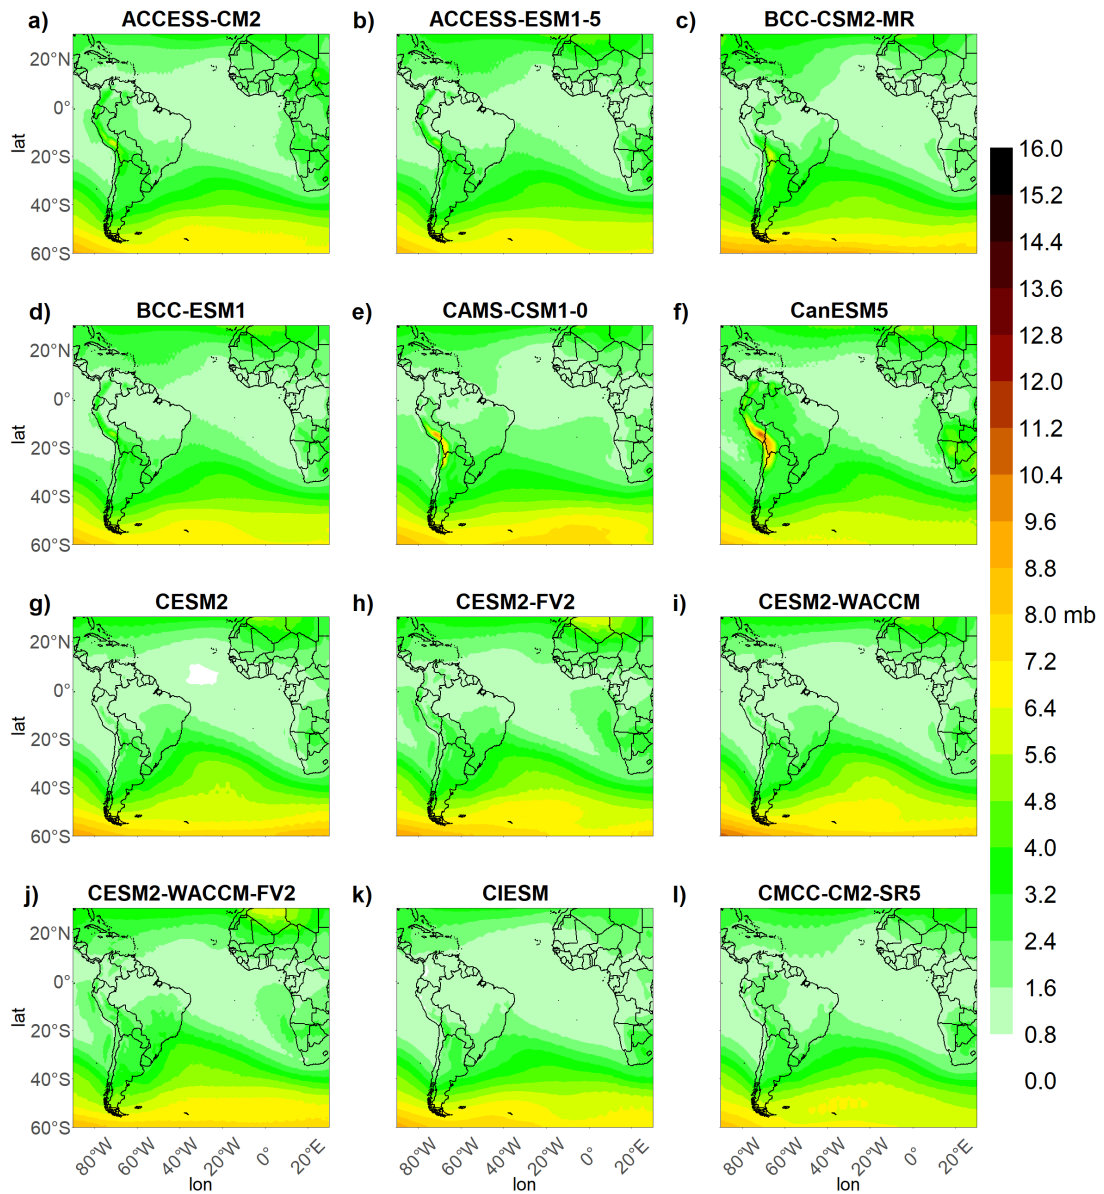 a) ACCESS-CM2 b) ACCESS-ESM1-5 c) BCC-CSM2-MR
20°N
0°
20°S
40°S
60°S
lat
d) BCC-ESM1 e) CAMS-CSM1-0 f) CanESM5
20°N
0°
20°S
40°S
60°S
lat
g) CESM2 h) CESM2-FV2 i) CESM2-WACCM
20°N
0°
20°S
40°S
60°S
lat
j) CESM2-WACCM-FV2 k) CIESM l) CMCC-CM2-SR5
20°N
0°
20°S
40°S
60°S
lat
80°W 60°W 40°W 20°W 0° 20°E 80°W 60°W 40°W 20°W 0° 20°E 80°W 60°W 40°W 20°W 0° 20°E
lon lon lon
16.0
15.2
14.4
13.6
12.8
12.0
11.2
10.4
9.6
8.8
8.0 mb
7.2
6.4
5.6
4.8
4.0
3.2
2.4
1.6
0.8
0.0